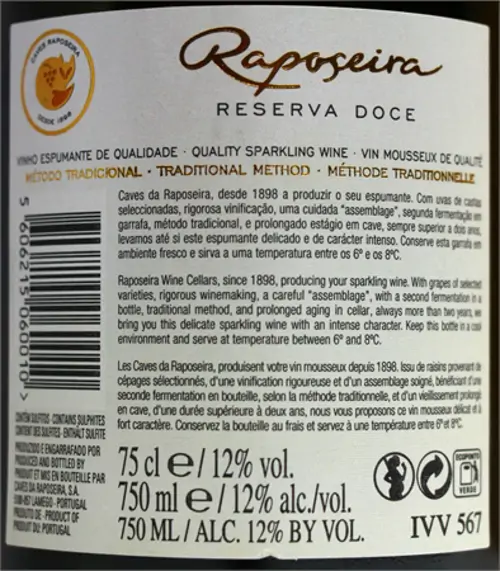 CAVES RAPOSEIRA
DESDE 1898
Raposeira
RESERVA DOCE
VINHO ESPUMANTE DE QUALIDADE · QUALITY SPARKLING WINE · VIN MOUSSEUX DE QUALITÉ
MÉTODO TRADICIONAL · TRADITIONAL METHOD · MÉTHODE TRADITIONNELLE
Caves da Raposeira, desde 1898 a produzir o seu espumante. Com uvas de castas
seleccionadas, rigorosa vinificação, uma cuidada "assemblage", segunda fermentação em
garrafa, método tradicional, e prolongado estágio em cave, sempre superior a dois anos,
levamos até si este espumante delicado e de carácter intenso. Conserve esta garrafa em
ambiente fresco e sirva a uma temperatura entre os 6º e os 8ºC.
Raposeira Wine Cellars, since 1898, producing your sparkling wine. With grapes of selected
varieties, rigorous winemaking, a careful "assemblage", with a second fermentation in a
bottle, traditional method, and prolonged aging in cellar, always more than two years, we
bring you this delicate sparkling wine with an intense character. Keep this bottle in a cool
environment and serve at temperature between 6º and 8ºC.
Les Caves da Raposeira, produisent votre vin mousseux depuis 1898. Issu de raisins provenant de
cépages sélectionnés, d'une vinification rigoureuse et d'un assemblage soigné, bénéficiant d'une
seconde fermentation en bouteille, selon la méthode traditionnelle, et d'un vieillissement prolongé
en cave, d'une durée supérieure à deux ans, nous vous proposons ce vin mousseux délicat et à
fort caractère. Conservez la bouteille au frais et servez à une température entre 6º et 8ºC.
5 606215 060010 >
CONTÉM SULFITOS · CONTAINS SULPHITES
CONTIENT DES SULFITES · ENTHALT SULFITE
PRODUZIDO E ENGARRAFADO POR
PRODUCED AND BOTTLED BY
PRODUIT ET MIS EN BOUTEILLE PAR
CAVES DA RAPOSEIRA, S.A.
LAMEGO - PORTUGAL
PRODUTO DE - PRODUCT OF
PRODUIT DU: PORTUGAL
75 cl e / 12% vol.
750 ml e / 12% alc./vol.
750 ML / ALC. 12% BY VOL.
ECOPONTO
VERDE
IVV 567